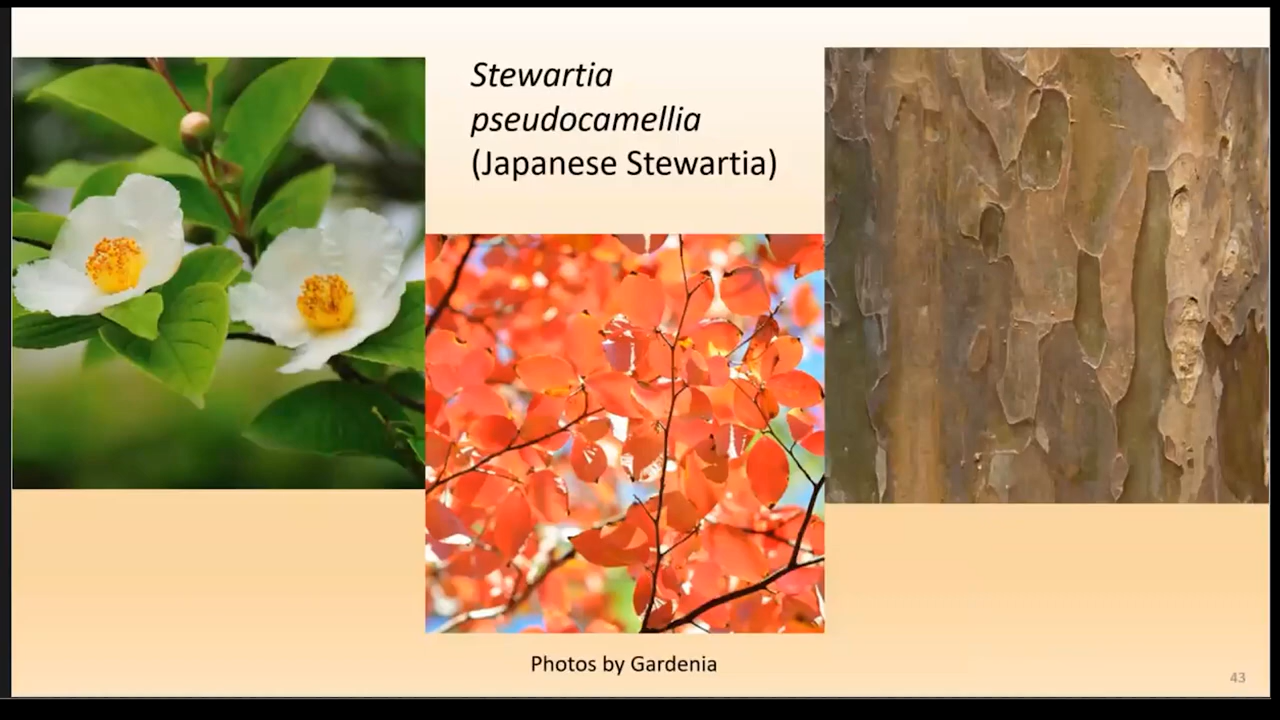 Stewartia
pseudocamellia
(Japanese Stewartia)
Photos by Gardenia
43